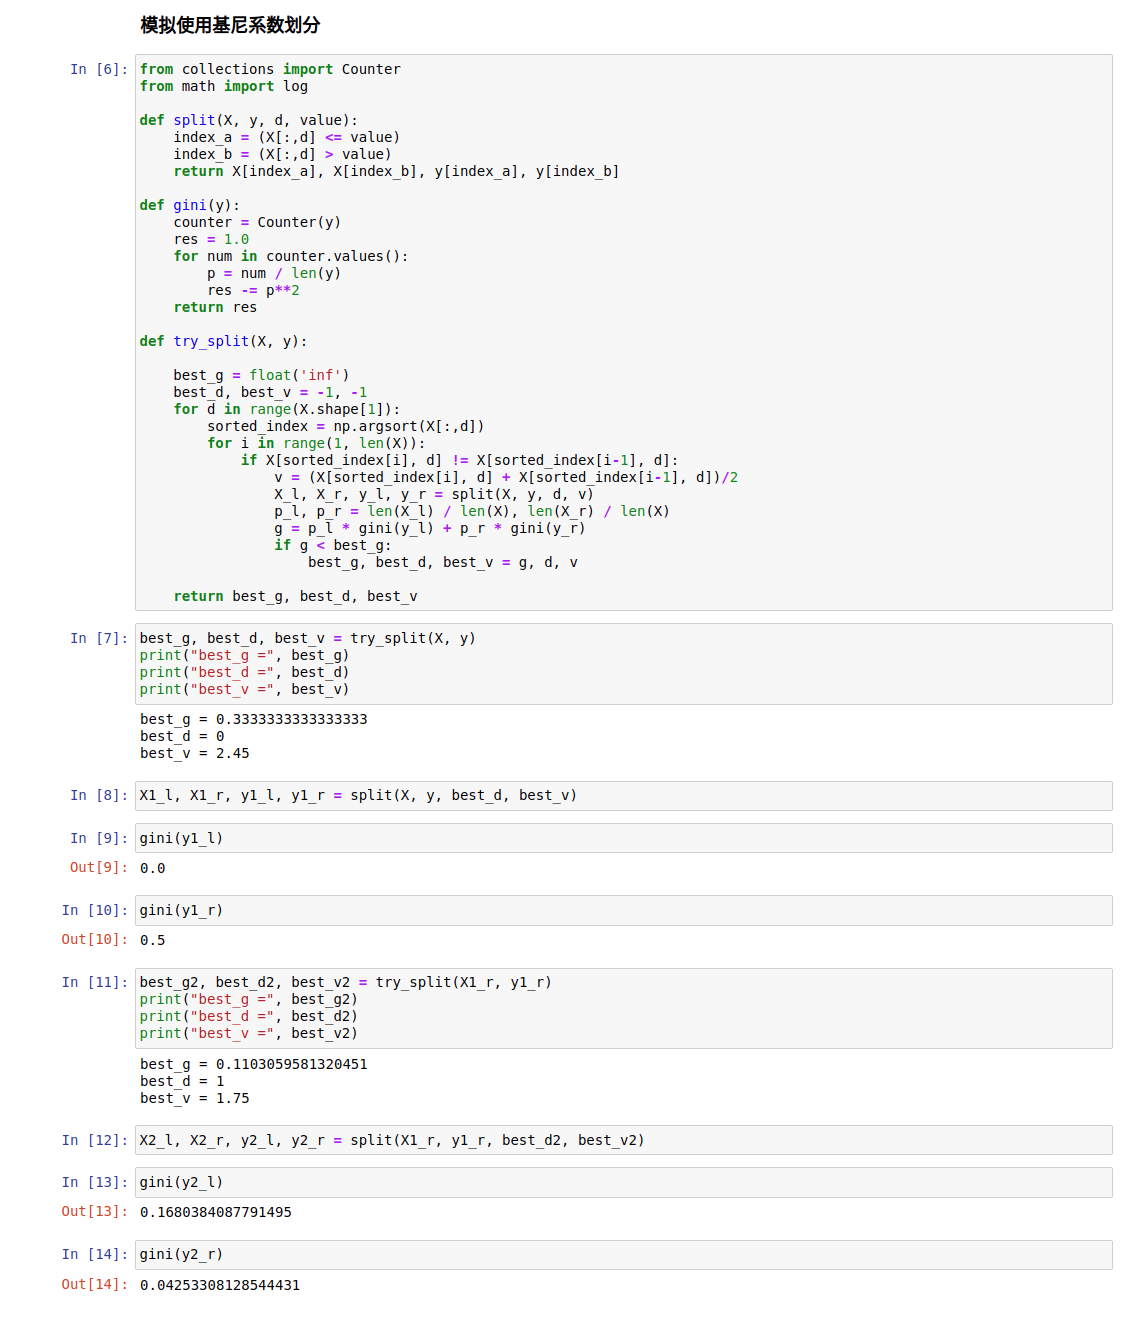 模拟使用基尼系数划分
In [6]: from collections import Counter
from math import log

def split(X, y, d, value):
    index_a = (X[:,d] <= value)
    index_b = (X[:,d] > value)
    return X[index_a], X[index_b], y[index_a], y[index_b]

def gini(y):
    counter = Counter(y)
    res = 1.0
    for num in counter.values():
        p = num / len(y)
        res -= p**2
    return res

def try_split(X, y):

    best_g = float('inf')
    best_d, best_v = -1, -1
    for d in range(X.shape[1]):
        sorted_index = np.argsort(X[:,d])
        for i in range(1, len(X)):
            if X[sorted_index[i], d] != X[sorted_index[i-1], d]:
                v = (X[sorted_index[i], d] + X[sorted_index[i-1], d])/2
                X_l, X_r, y_l, y_r = split(X, y, d, v)
                p_l, p_r = len(X_l) / len(X), len(X_r) / len(X)
                g = p_l * gini(y_l) + p_r * gini(y_r)
                if g < best_g:
                    best_g, best_d, best_v = g, d, v

    return best_g, best_d, best_v
In [7]: best_g, best_d, best_v = try_split(X, y)
print("best_g =", best_g)
print("best_d =", best_d)
print("best_v =", best_v)
best_g = 0.3333333333333333
best_d = 0
best_v = 2.45
In [8]: X1_l, X1_r, y1_l, y1_r = split(X, y, best_d, best_v)
In [9]: gini(y1_l)
Out[9]: 0.0
In [10]: gini(y1_r)
Out[10]: 0.5
In [11]: best_g2, best_d2, best_v2 = try_split(X1_r, y1_r)
print("best_g =", best_g2)
print("best_d =", best_d2)
print("best_v =", best_v2)
best_g = 0.1103059581320451
best_d = 1
best_v = 1.75
In [12]: X2_l, X2_r, y2_l, y2_r = split(X1_r, y1_r, best_d2, best_v2)
In [13]: gini(y2_l)
Out[13]: 0.1680384087791495
In [14]: gini(y2_r)
Out[14]: 0.04253308128544431